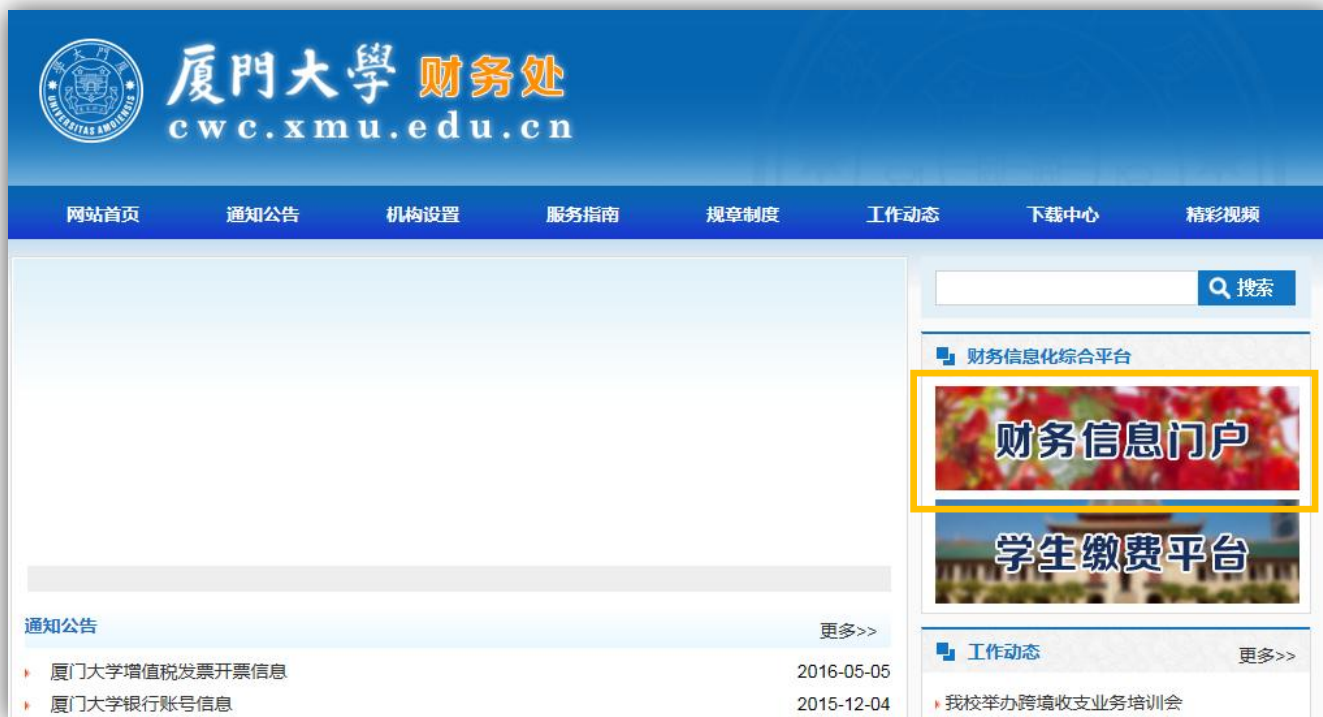 厦門大學 财务处
cwc.xmu.edu.cn
UNIVERSITAS AMOIENSIS
网站首页 通知公告 机构设置 服务指南 规章制度 工作动态 下载中心 精彩视频
搜索
财务信息化综合平台
财务信息门户
学生缴费平台
通知公告 更多>>
厦门大学增值税发票开票信息 2016-05-05
厦门大学银行账号信息 2015-12-04
工作动态 更多>>
我校举办跨境收支业务培训会